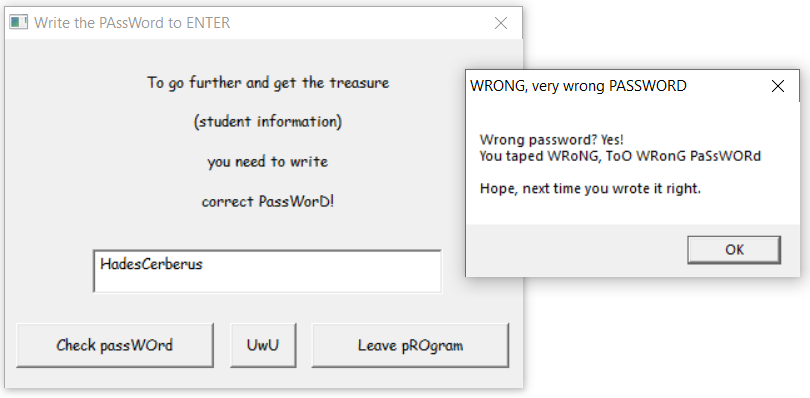 Write the PAssWord to ENTER
To go further and get the treasure
(student information)
you need to write
correct PassWorD!
HadesCerberus
Check passWOrd
UwU
Leave pROgram
WRONG, very wrong PASSWORD
Wrong password? Yes!
You taped WRoNG, ToO WRonG PaSsWORd
Hope, next time you wrote it right.
OK